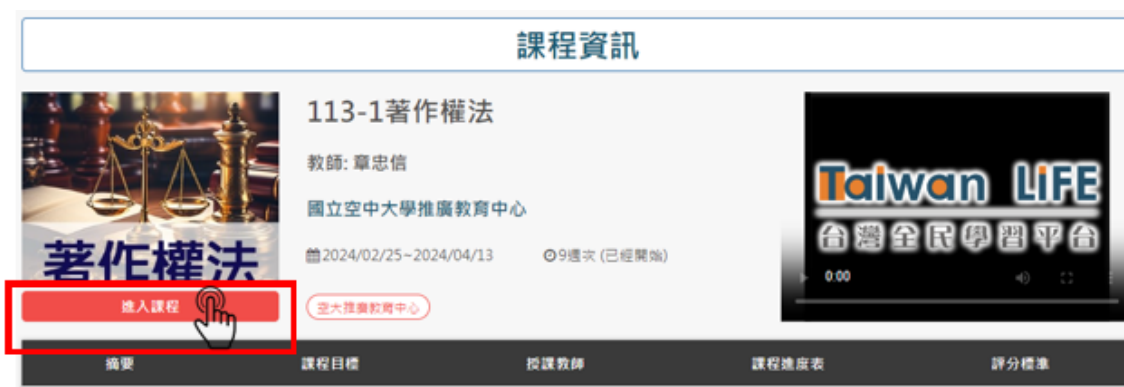 課程資訊
113-1著作權法
教師: 章忠信
國立空中大學推廣教育中心
2024/02/25~2024/04/13
9週次 (已經開始)
空大推廣教育中心
著作權法
進入課程
Taiwan LiFE
台灣全民學習平台
0:00
摘要
課程目標
授課教師
課程進度表
評分標準